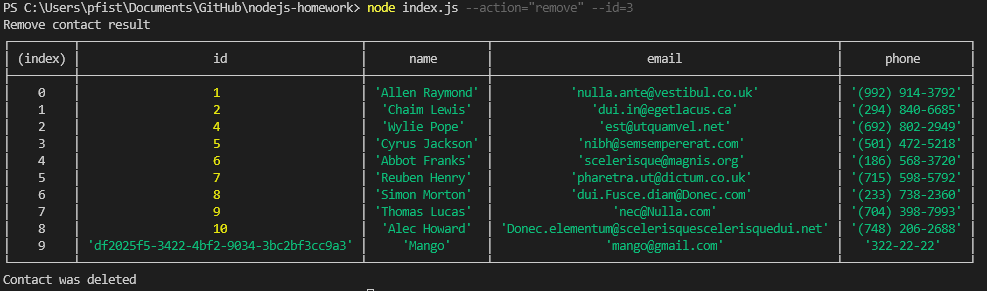 PS C:\Users\pfist\Documents\GitHub\nodejs-homework> node index.js --action="remove" --id=3
Remove contact result
(index) id name email phone
0 1 'Allen Raymond' 'nulla.ante@vestibul.co.uk' '(992) 914-3792'
1 2 'Chaim Lewis' 'dui.in@egetlacus.ca' '(294) 840-6685'
2 4 'Wylie Pope' 'est@utquamvel.net' '(692) 802-2949'
3 5 'Cyrus Jackson' 'nibh@semsempererat.com' '(501) 472-5218'
4 6 'Abbot Franks' 'scelerisque@magnis.org' '(186) 568-3720'
5 7 'Reuben Henry' 'pharetra.ut@dictum.co.uk' '(715) 598-5792'
6 8 'Simon Morton' 'dui.Fusce.diam@Donec.com' '(233) 738-2360'
7 9 'Thomas Lucas' 'nec@Nulla.com' '(704) 398-7993'
8 10 'Alec Howard' 'Donec.elementum@scelerisquescelerisquedui.net' '(748) 206-2688'
9 'df2025f5-3422-4bf2-9034-3bc2bf3cc9a3' 'Mango' 'mango@gmail.com' '322-22-22'
Contact was deleted